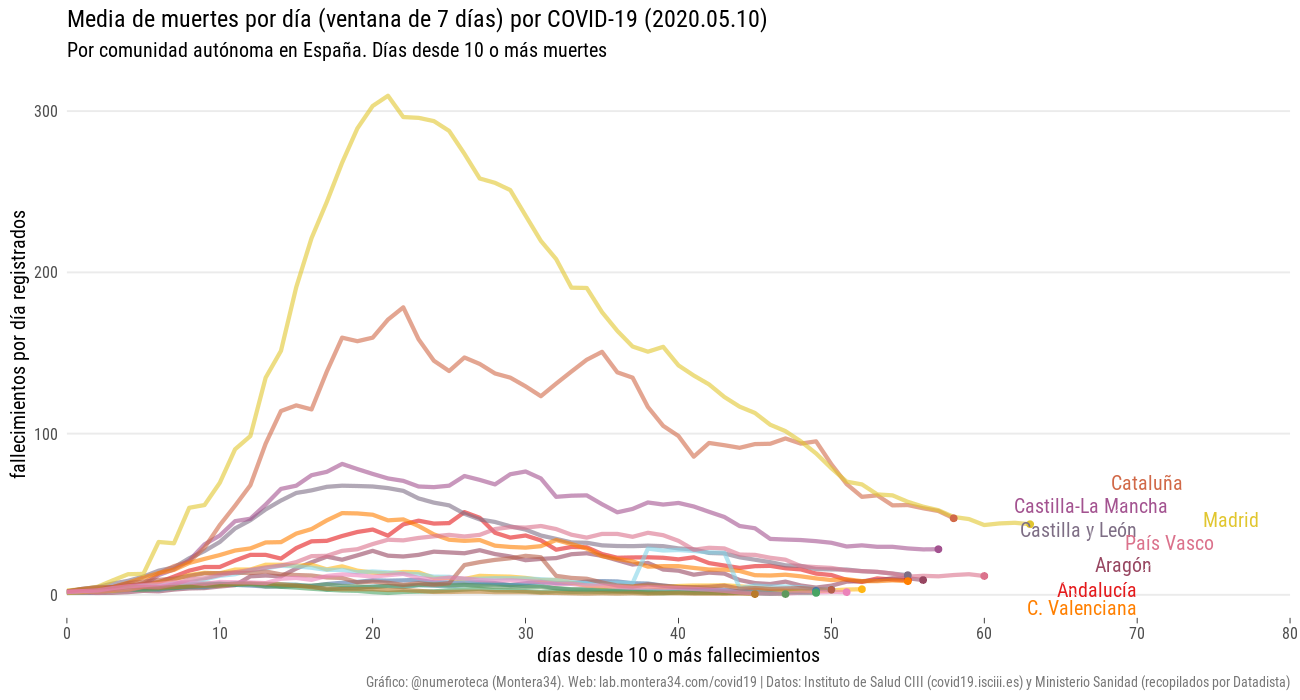 Media de muertes por día (ventana de 7 días) por COVID-19 (2020.05.10)
Por comunidad autónoma en España. Días desde 10 o más muertes
fallecimientos por día registrados
300
200
100
0
Cataluña
Castilla-La Mancha
Madrid
Castilla y León
País Vasco
Aragón
Andalucía
C. Valenciana
0 10 20 30 40 50 60 70 80
días desde 10 o más fallecimientos
Gráfico: @numeroteca (Montera34). Web: lab.montera34.com/covid19 | Datos: Instituto de Salud CIII (covid19.isciii.es) y Ministerio Sanidad (recopilados por Datadista)